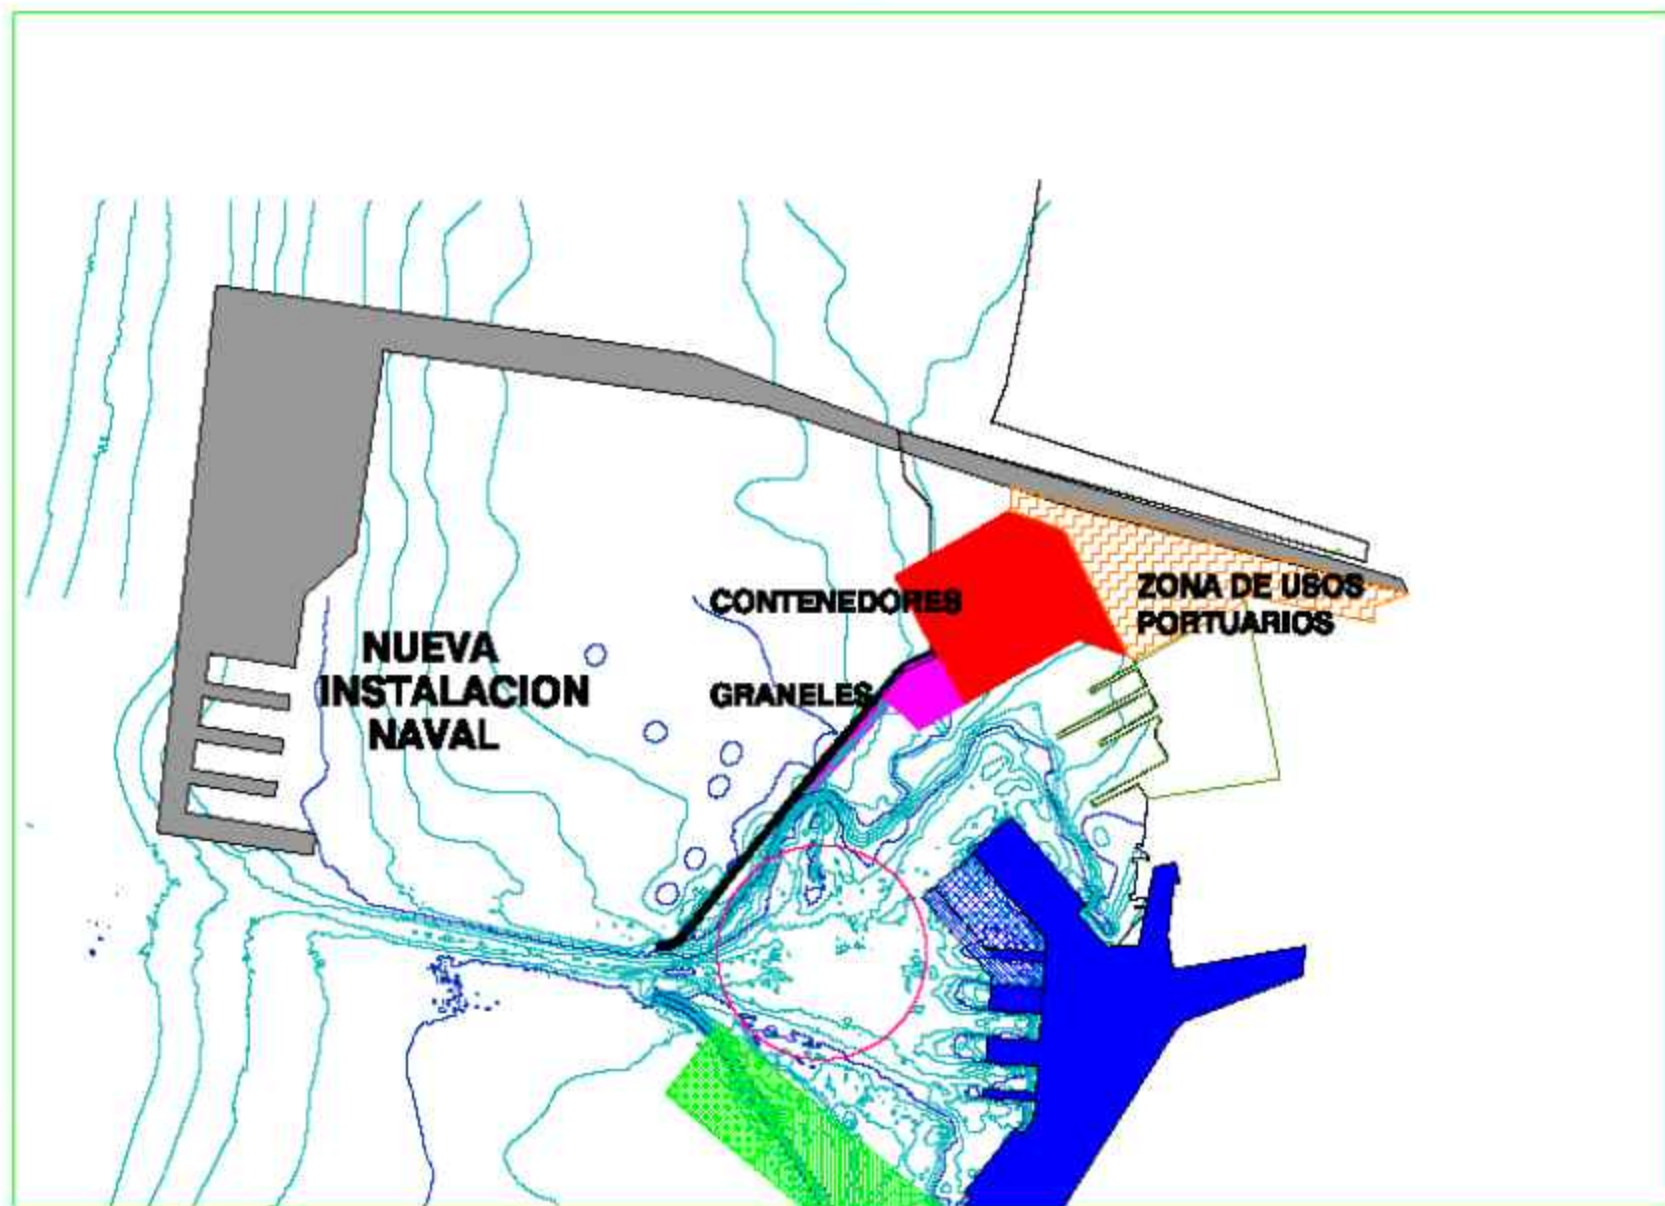 CONTENEDORES
ZONA DE USOS
PORTUARIOS
NUEVA
INSTALACION
NAVAL
GRANELES